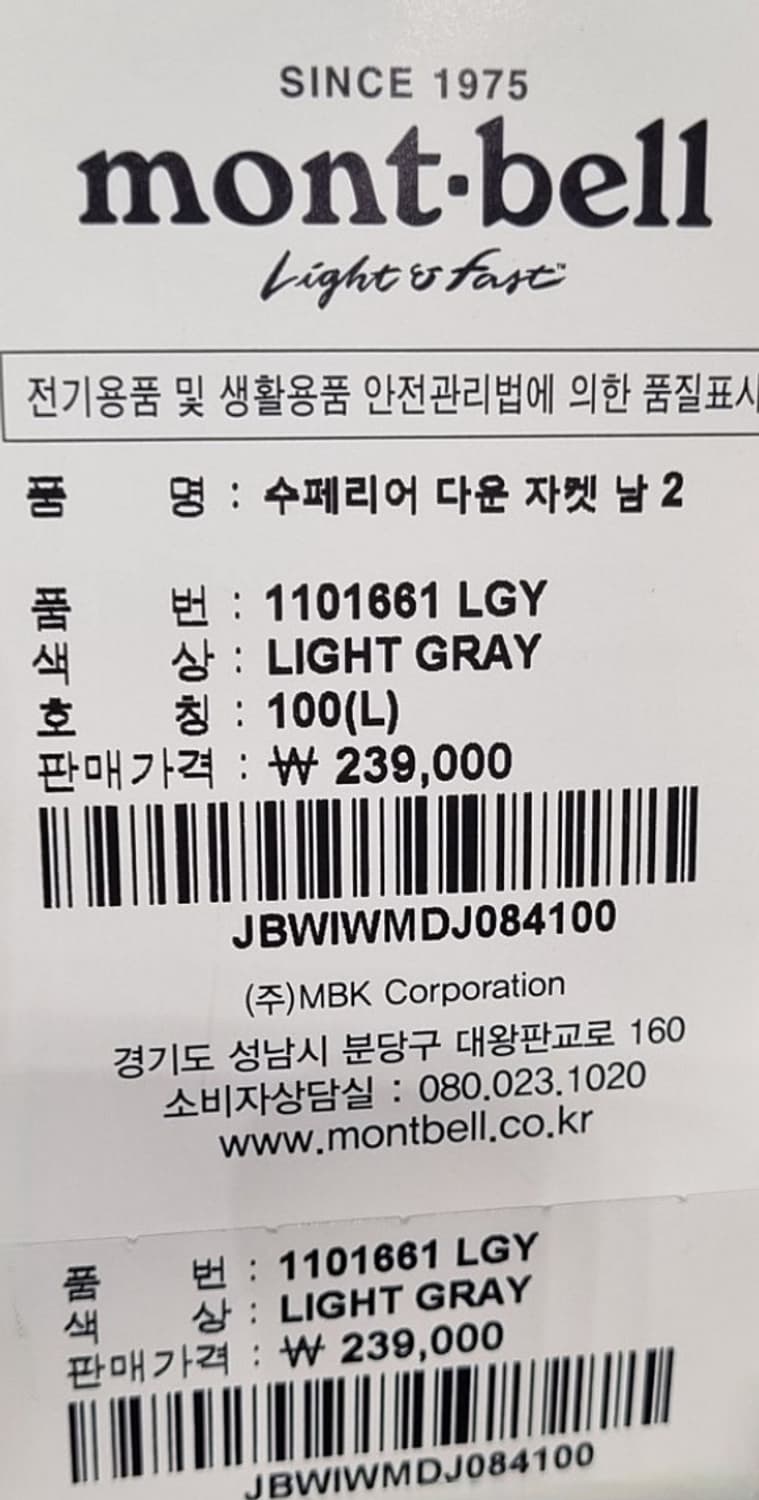 SINCE 1975
mont·bell
Light & Fast™
전기용품 및 생활용품 안전관리법에 의한 품질표시
품 명 : 수페리어 다운 자켓 남 2
품 번 : 1101661 LGY
색 상 : LIGHT GRAY
호 칭 : 100(L)
판매가격 : ₩ 239,000
JBWIWMDJ084100
(주)MBK Corporation
경기도 성남시 분당구 대왕판교로 160
소비자상담실 : 080.023.1020
www.montbell.co.kr
품 번 : 1101661 LGY
색 상 : LIGHT GRAY
판매가격 : ₩ 239,000
JBWIWMDJ084100